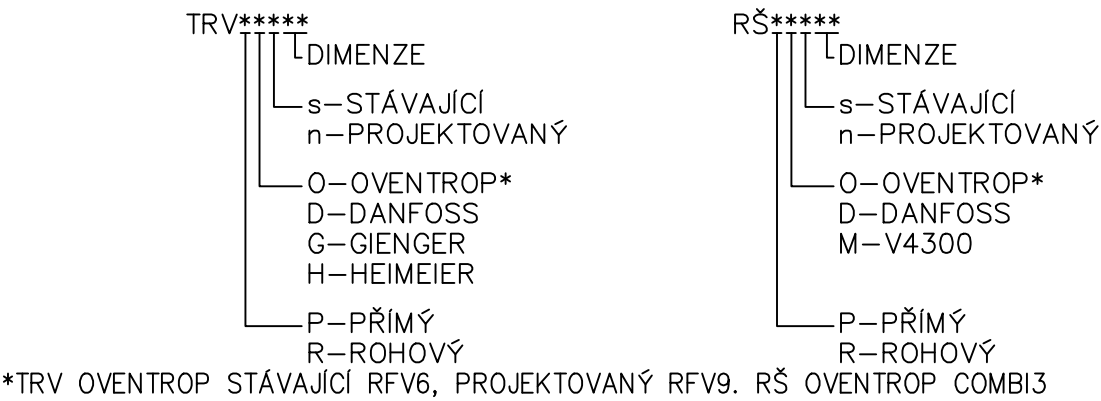 TRV*****
DIMENZE
s-STÁVAJÍCÍ
n-PROJEKTOVANÝ
O-OVENTROP*
D-DANFOSS
G-GIENGER
H-HEIMEIER
P-PŘÍMÝ
R-ROHOVÝ
RŠ*****
DIMENZE
s-STÁVAJÍCÍ
n-PROJEKTOVANÝ
O-OVENTROP*
D-DANFOSS
M-V4300
P-PŘÍMÝ
R-ROHOVÝ
*TRV OVENTROP STÁVAJÍCÍ RFV6, PROJEKTOVANÝ RFV9. RŠ OVENTROP COMBI3